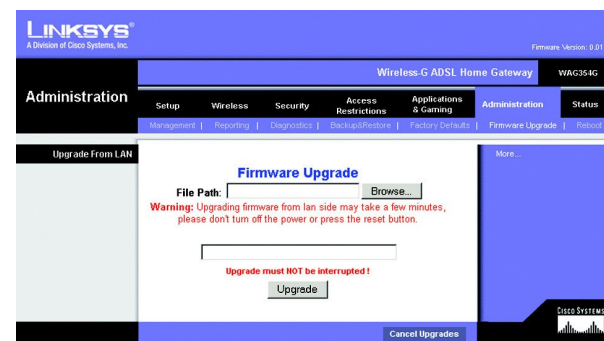 LINKSYS®
A Division of Cisco Systems, Inc.
Firmware Version: 0.01
Wireless-G ADSL Home Gateway WAG354G
Administration
Setup Wireless Security Access Restrictions Applications & Gaming Administration Status
Management | Reporting | Diagnostics | Backup&Restore | Factory Defaults | Firmware Upgrade | Reboot
Upgrade From LAN
More...
Firmware Upgrade
File Path: Browse...
Warning: Upgrading firmware from lan side may take a few minutes,
please don't turn off the power or press the reset button.
Upgrade must NOT be interrupted !
Upgrade
Cancel Upgrades
CISCO SYSTEMS